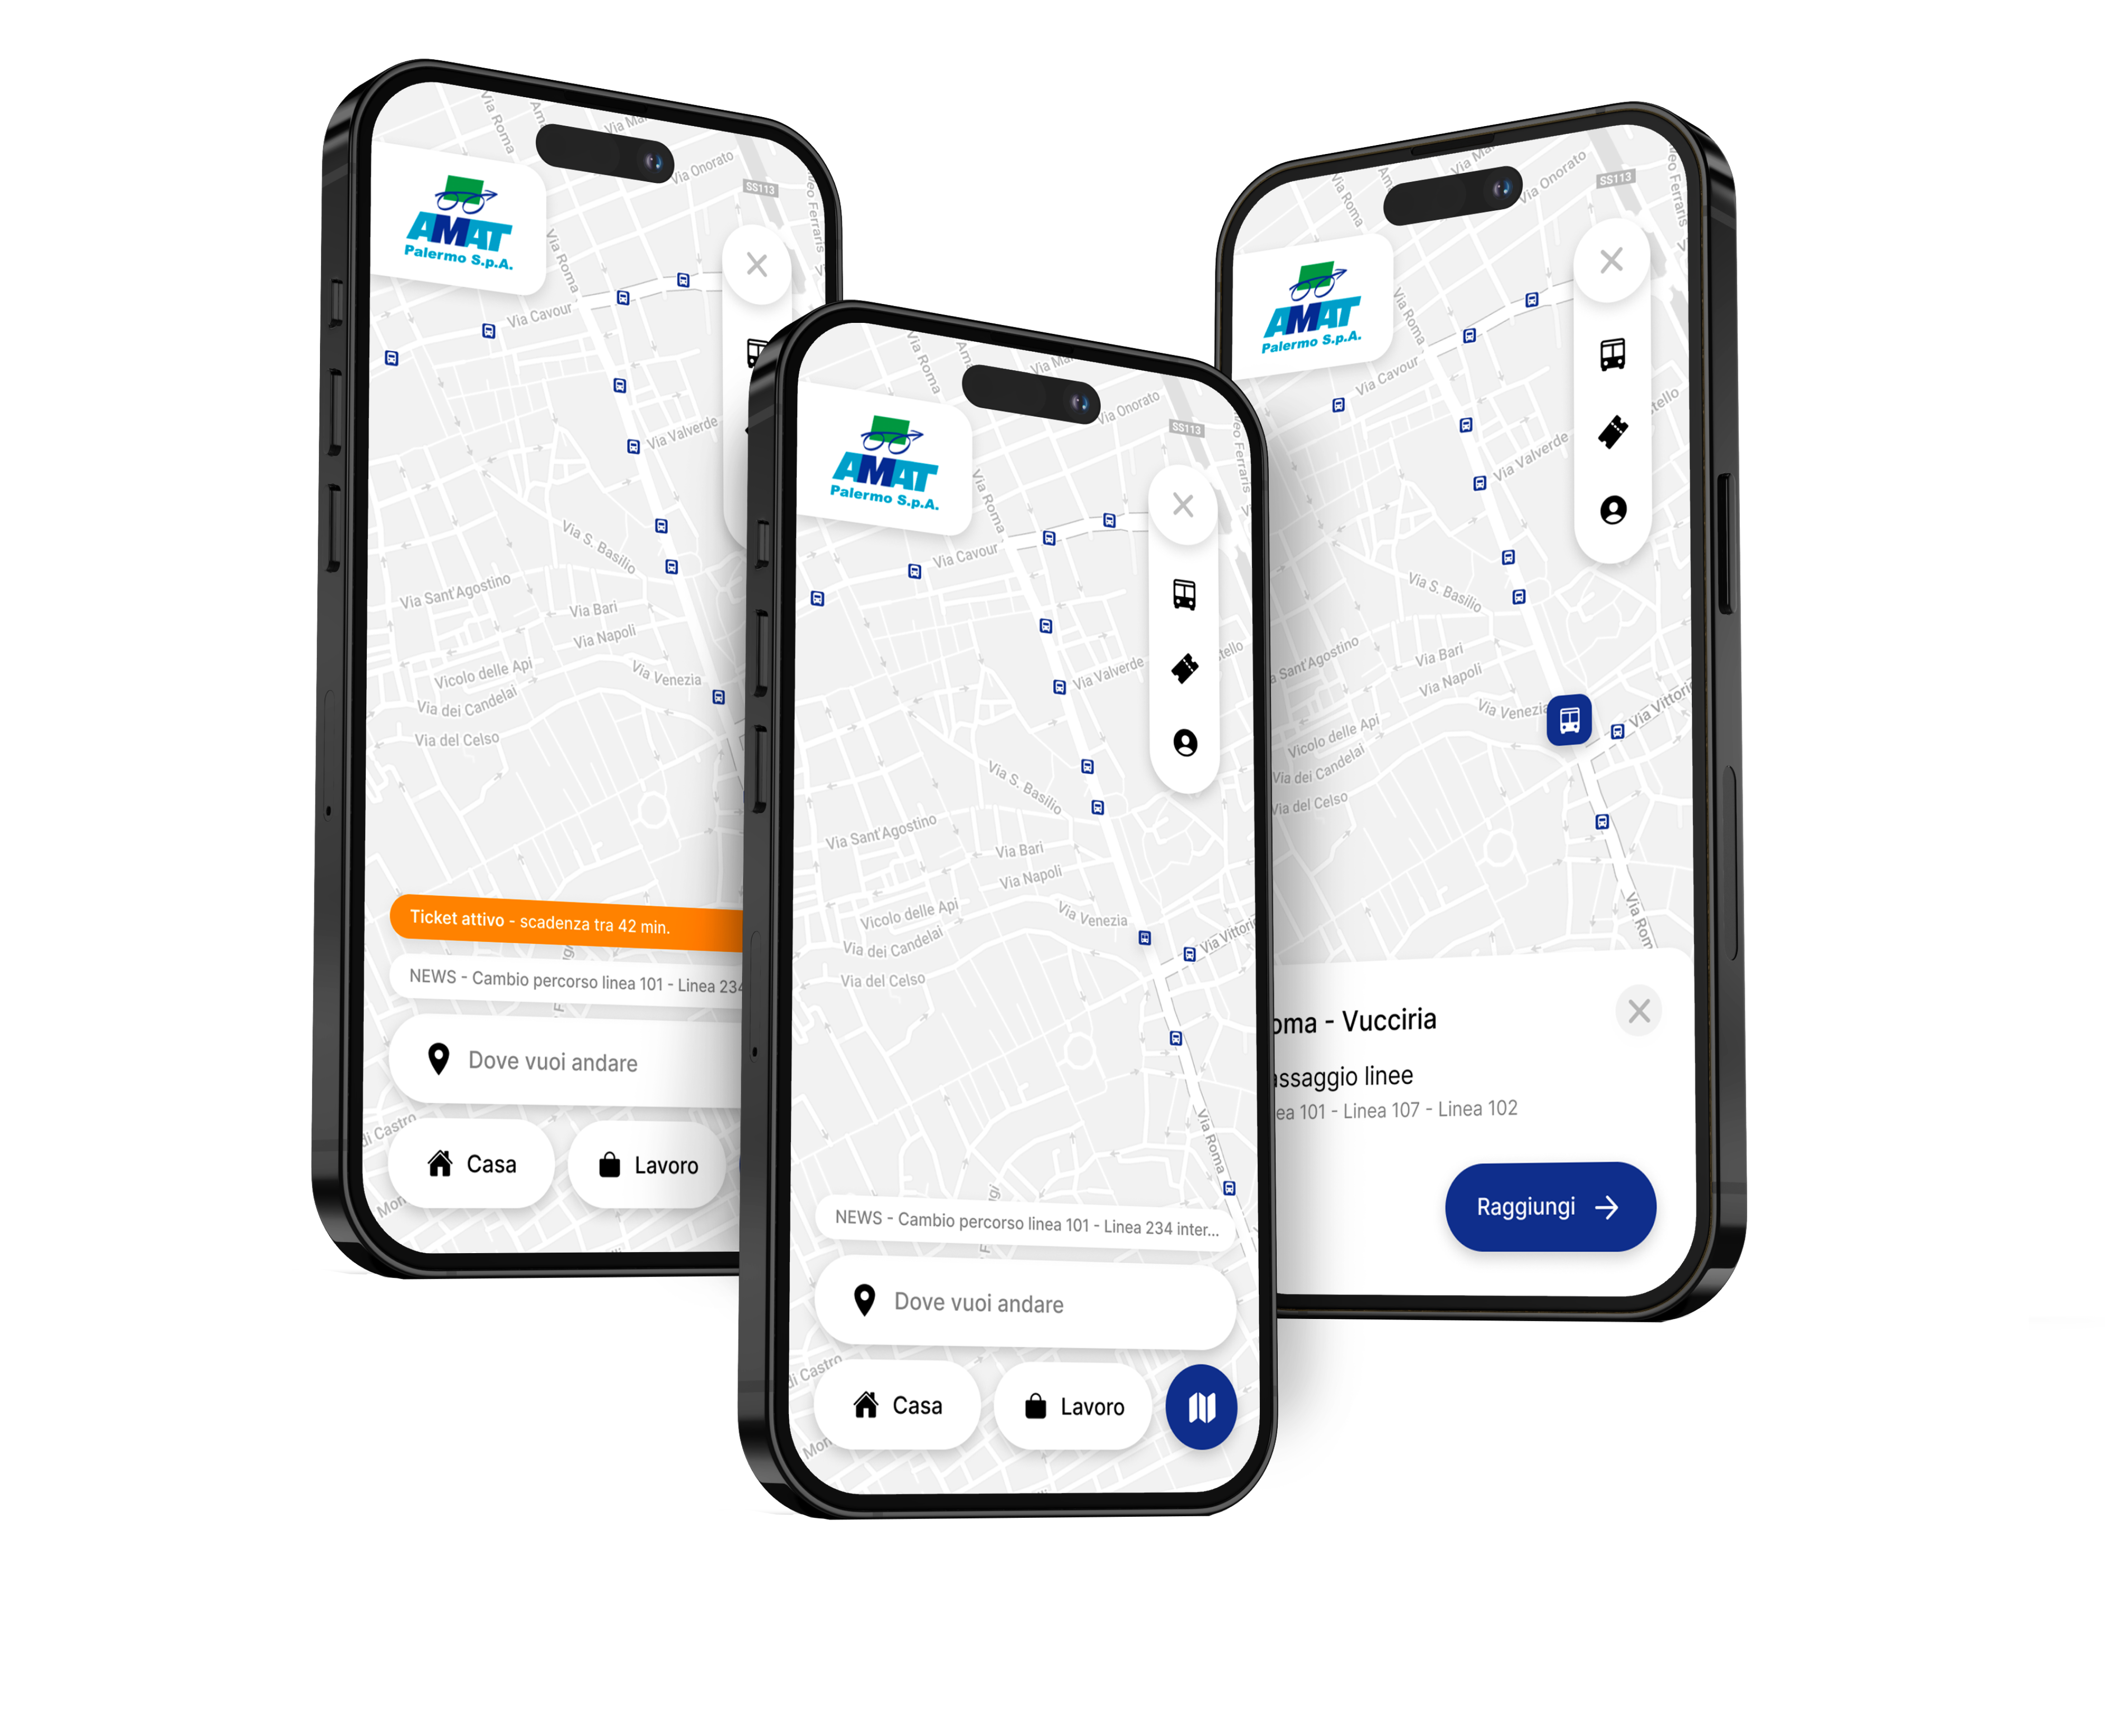 Via Roma
Via Onorato
SS113
AMAT
Palermo S.p.A.
Via Roma
Via Cavour
Via Valverde
Via S. Basilio
Via Sant'Agostino
Via Bari
Via Napoli
Vicolo delle Api
Via Venezia
Via dei Candelai
Via del Celso
Ticket attivo - scadenza tra 42 min.
NEWS - Cambio percorso linea 101 - Linea 234
Dove vuoi andare
di Castro
Casa
Lavoro
Via Roma
Via Onorato
SS113
AMAT
Palermo S.p.A.
Via Roma
Via Cavour
Via Valverde
Via S. Basilio
Via Sant'Agostino
Via Bari
Via Napoli
Vicolo delle Api
Via Venezia
Via dei Candelai
Via del Celso
Via Roma
NEWS - Cambio percorso linea 101 - Linea 234 inter...
Dove vuoi andare
di Castro
Casa
Lavoro
Via Roma
Via Onorato
SS113
AMAT
Palermo S.p.A.
Via Roma
Via Cavour
Via Valverde
Via S. Basilio
Sant'Agostino
Via Bari
Via Napoli
Vicolo delle Api
Via Venezia
Via dei Candelai
Via del Celso
oma - Vucciria
assaggio linee
ea 101 - Linea 107 - Linea 102
Raggiungi